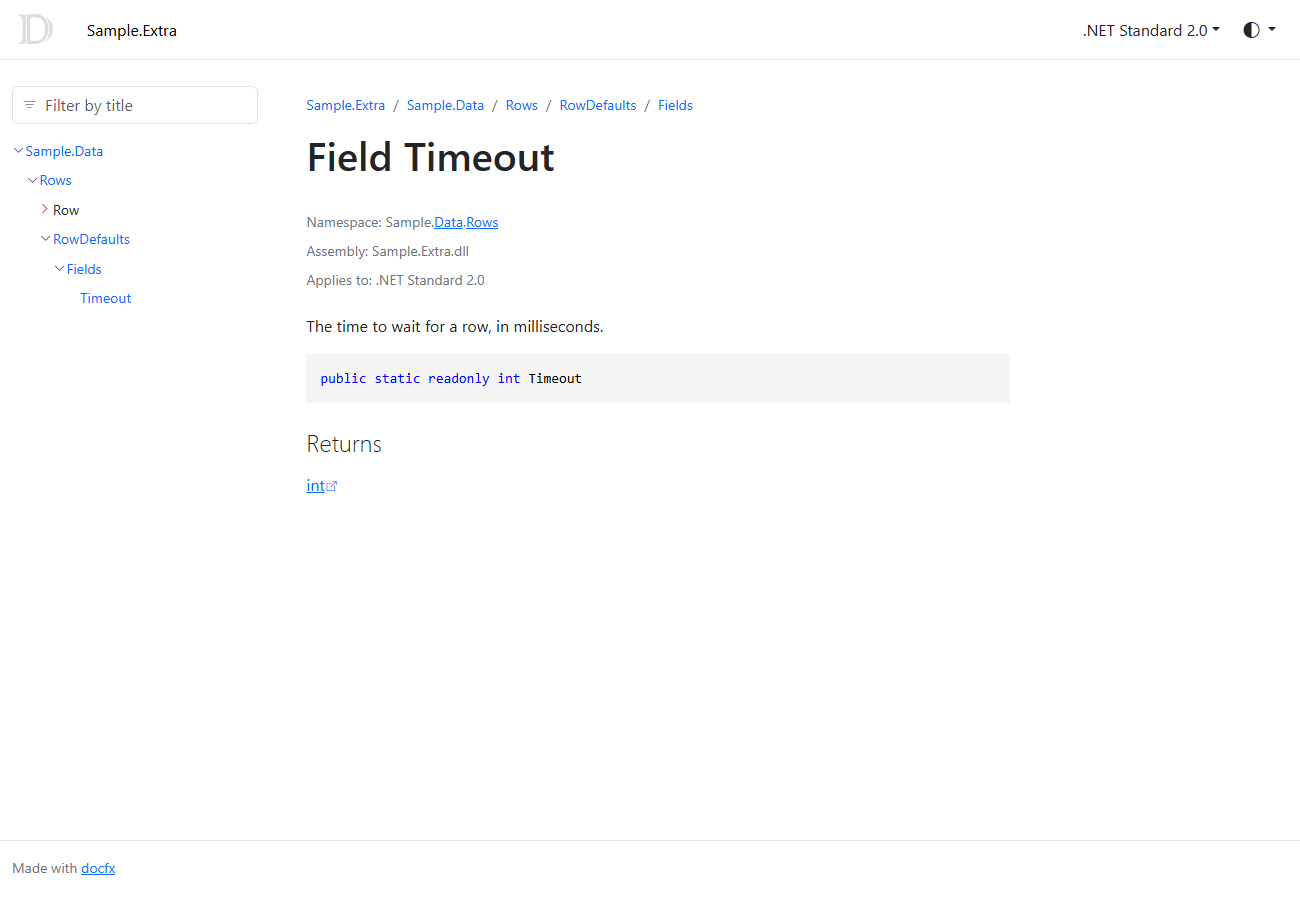 D Sample.Extra .NET Standard 2.0
Filter by title
Sample.Data
Rows
Row
RowDefaults
Fields
Timeout
Sample.Extra / Sample.Data / Rows / RowDefaults / Fields
Field Timeout
Namespace: Sample.Data.Rows
Assembly: Sample.Extra.dll
Applies to: .NET Standard 2.0
The time to wait for a row, in milliseconds.
public static readonly int Timeout
Returns
int
Made with docfx